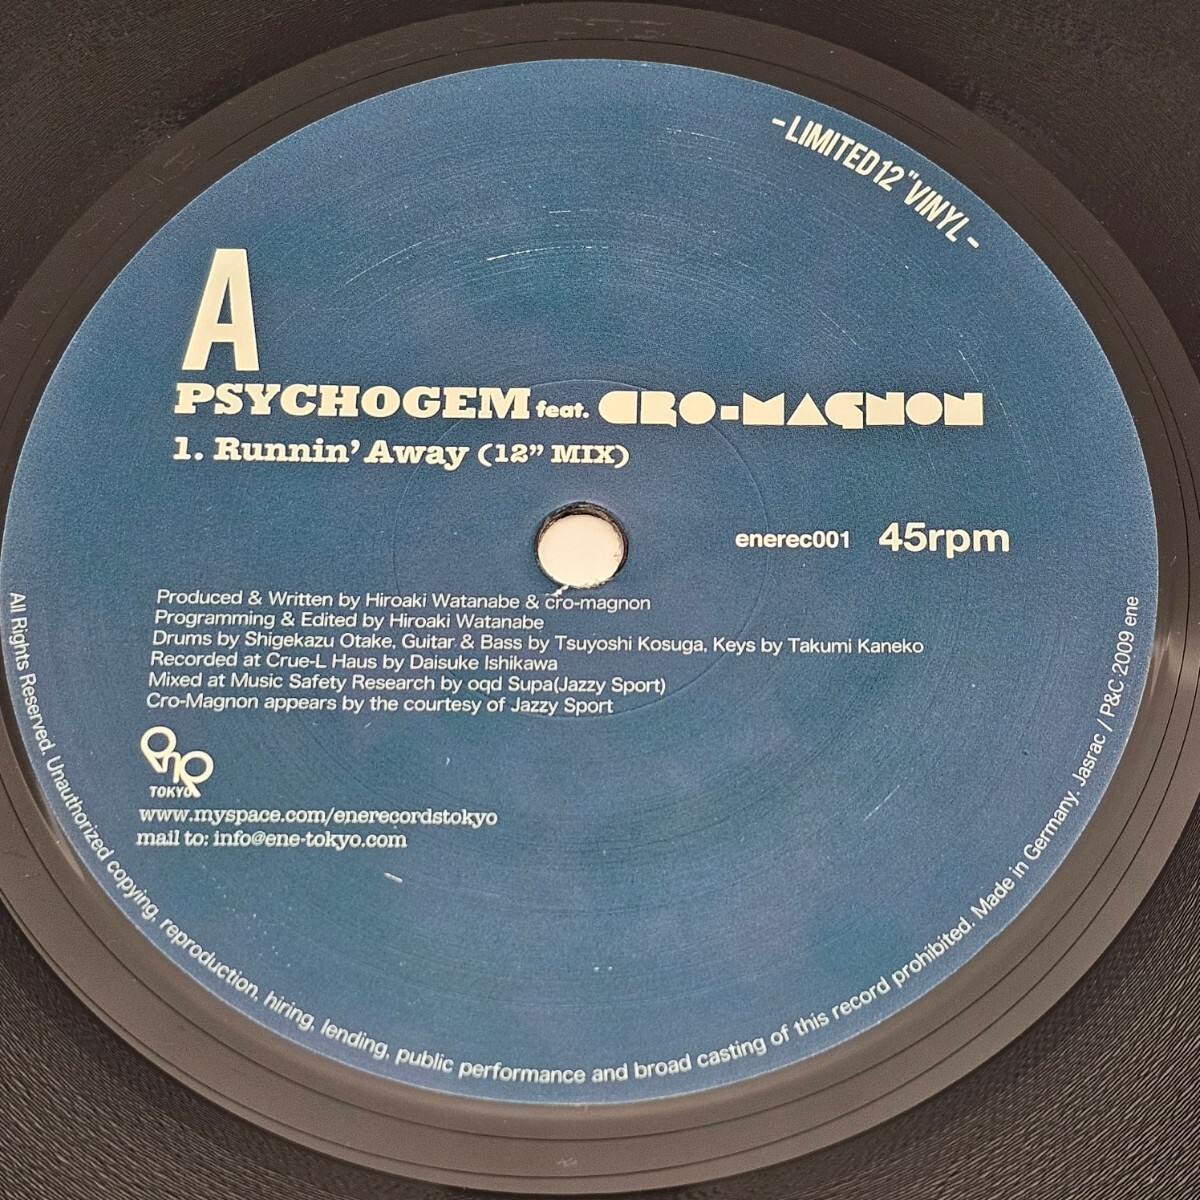 - LIMITED 12" VINYL -
A
PSYCHOGEM feat. CRO-MAGNON
1. Runnin' Away (12" MIX)
enerec001 45rpm
Produced & Written by Hiroaki Watanabe & cro-magnon
Programming & Edited by Hiroaki Watanabe
Drums by Shigekazu Otake, Guitar & Bass by Tsuyoshi Kosuga, Keys by Takumi Kaneko
Recorded at Crue-L Haus by Daisuke Ishikawa
Mixed at Music Safety Research by oqd Supa(Jazzy Sport)
Cro-Magnon appears by the courtesy of Jazzy Sport
ene
TOKYO
www.myspace.com/enerecordstokyo
mail to: info@ene-tokyo.com
All Rights Reserved. Unauthorized copying, reproduction, hiring, lending, public performance and broad casting of this record prohibited. Made in Germany. Jasrac / P&C 2009 ene